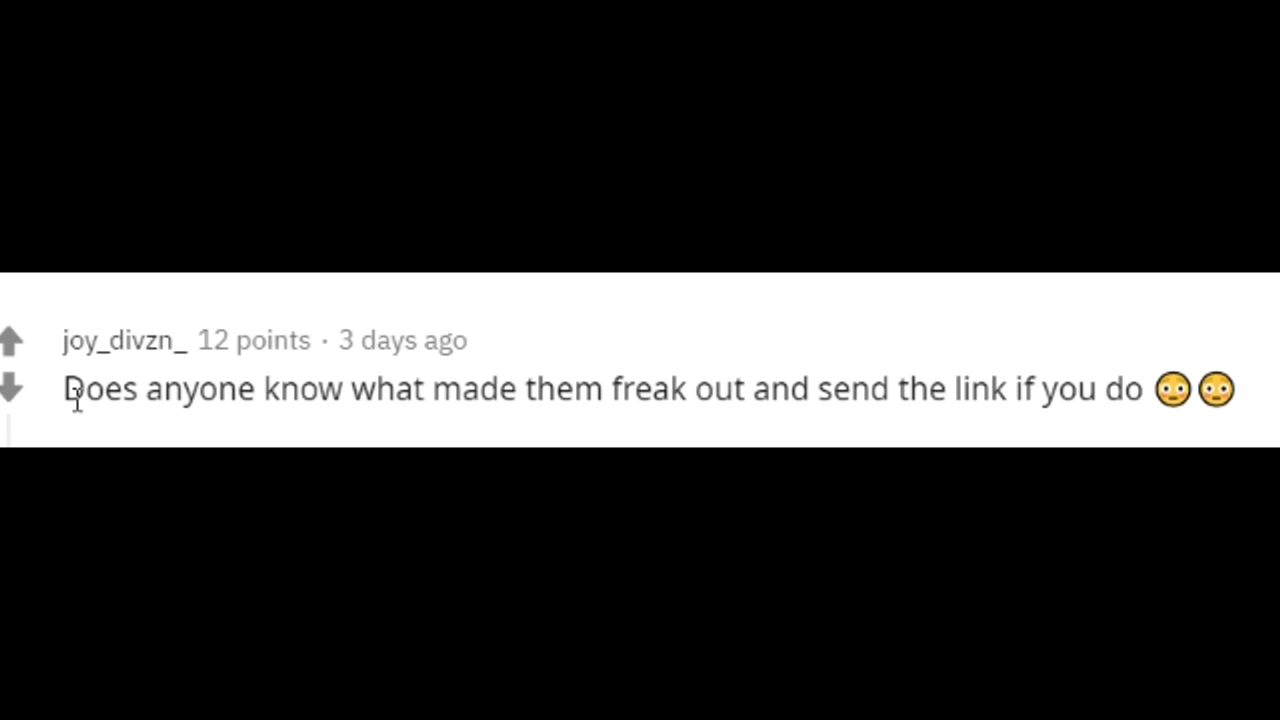 joy_divzn_ 12 points · 3 days ago
Does anyone know what made them freak out and send the link if you do 😳😳